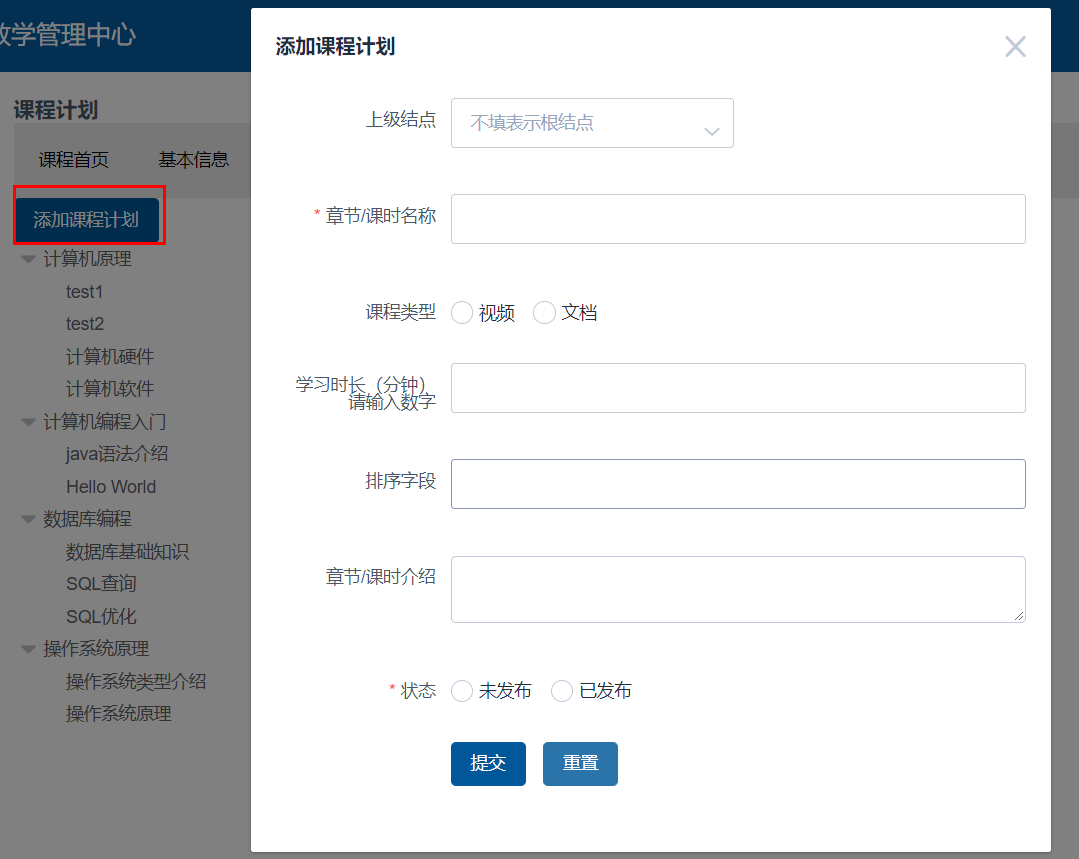 教学管理中心
课程计划
课程首页 基本信息
添加课程计划
计算机原理
test1
test2
计算机硬件
计算机软件
计算机编程入门
java语法介绍
Hello World
数据库编程
数据库基础知识
SQL查询
SQL优化
操作系统原理
操作系统类型介绍
操作系统原理
添加课程计划
上级结点 不填表示根结点
* 章节/课时名称
课程类型 视频 文档
学习时长（分钟）
请输入数字
排序字段
章节/课时介绍
* 状态 未发布 已发布
提交 重置